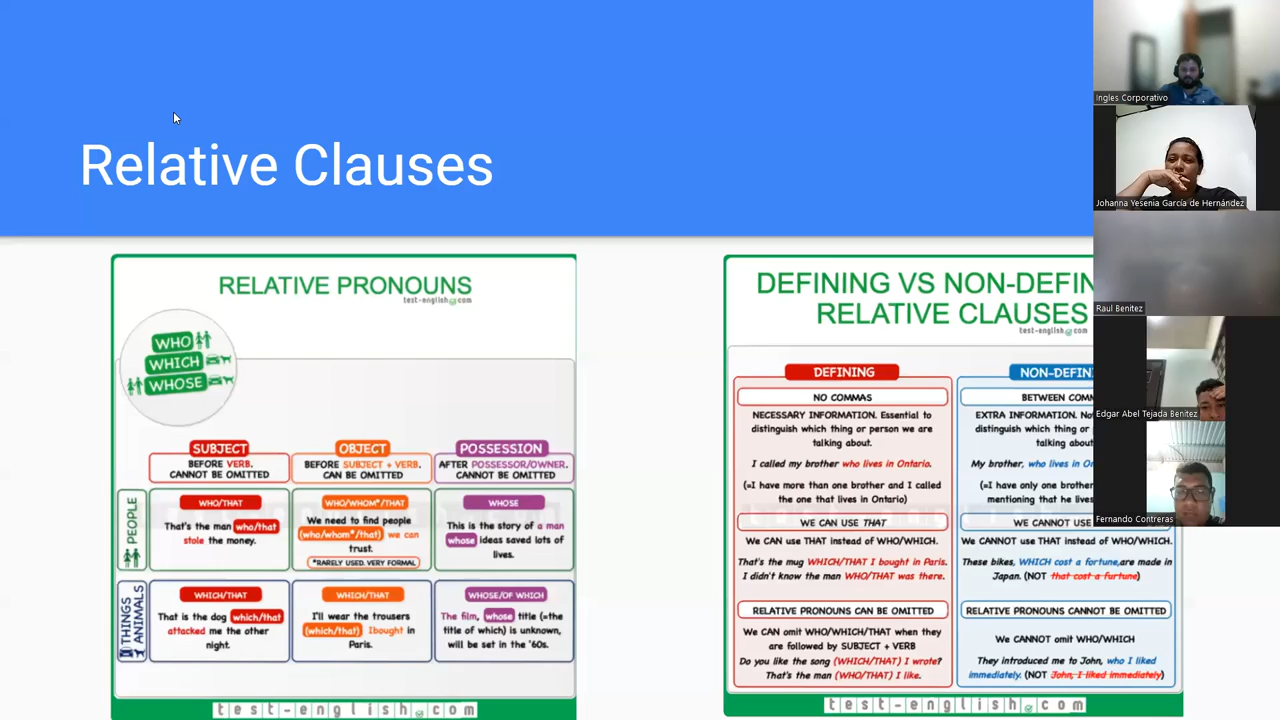 Relative Clauses
RELATIVE PRONOUNS
test-english.com
WHO
WHICH
WHOSE
SUBJECT
BEFORE VERB.
CANNOT BE OMITTED
OBJECT
BEFORE SUBJECT + VERB.
CAN BE OMITTED
POSSESSION
AFTER POSSESSOR/OWNER.
CANNOT BE OMITTED
PEOPLE
WHO/THAT
That's the man who/that
stole the money.
WHO/WHOM*/THAT
We need to find people
(who/whom*/that) we can
trust.
*RARELY USED. VERY FORMAL
WHOSE
This is the story of a man
whose ideas saved lots of
lives.
THINGS
ANIMALS
WHICH/THAT
That is the dog which/that
attacked me the other
night.
WHICH/THAT
I'll wear the trousers
(which/that) Ibought in
Paris.
WHOSE/OF WHICH
The film, whose title (=the
title of which) is unknown,
will be set in the '60s.
test-english.com
DEFINING VS NON-DEFIN
RELATIVE CLAUSES
test-english.com
DEFINING
NO COMMAS
NECESSARY INFORMATION. Essential to
distinguish which thing or person we are
talking about.
I called my brother who lives in Ontario.
(=I have more than one brother and I called
the one that lives in Ontario)
WE CAN USE THAT
We CAN use THAT instead of WHO/WHICH.
That's the mug WHICH/THAT I bought in Paris.
I didn't know the man WHO/THAT was there.
RELATIVE PRONOUNS CAN BE OMITTED
We CAN omit WHO/WHICH/THAT when they
are followed by SUBJECT + VERB
Do you like the song (WHICH/THAT) I wrote?
That's the man (WHO/THAT) I like.
NON-DEFINI
BETWEEN COMM
EXTRA INFORMATION. No
distinguish which thing or
talking about.
My brother, who lives in On
(=I have only one brother
mentioning that he lives
WE CANNOT USE
We CANNOT use THAT instead of WHO/WHICH.
These bikes, WHICH cost a fortune,are made in
Japan. (NOT that cost a furtune)
RELATIVE PRONOUNS CANNOT BE OMITTED
We CANNOT omit WHO/WHICH
They introduced me to John, who I liked
immediately. (NOT John, I liked immediately)
test-english.com
Ingles Corporativo
Johanna Yesenia García de Hernández
Raul Benitez
Edgar Abel Tejada Benitez
Fernando Contreras